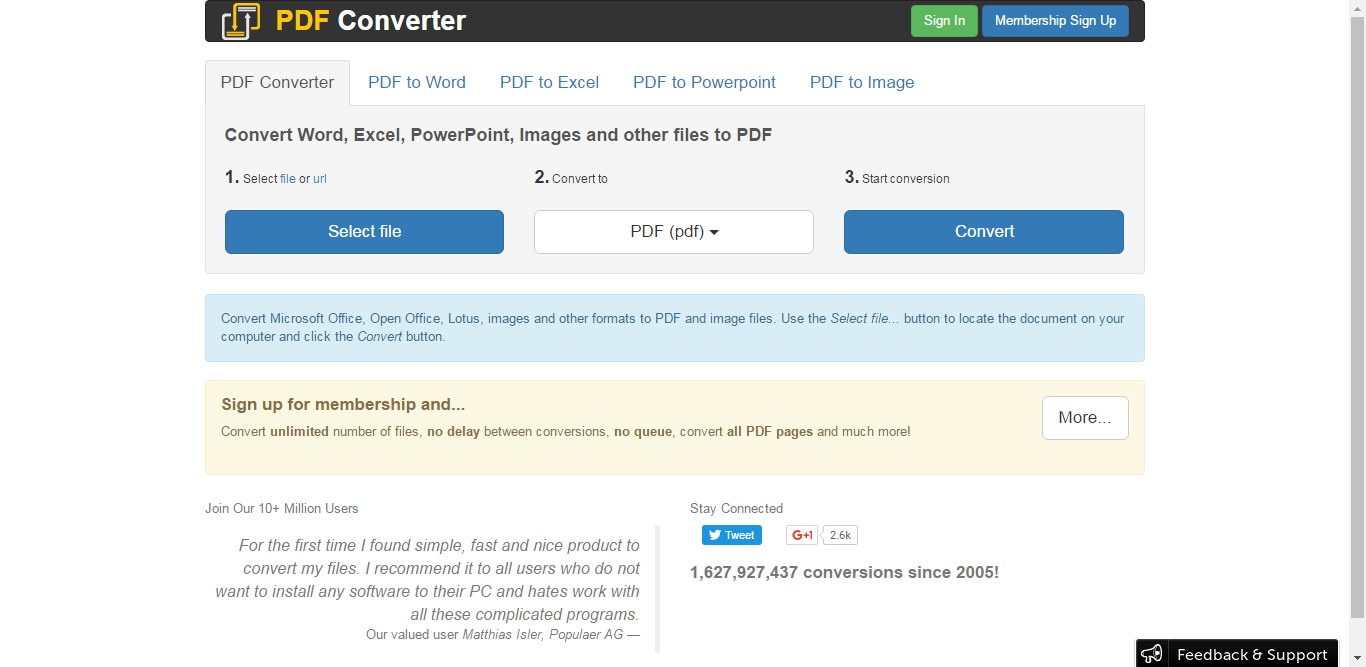 PDF Converter
Sign In
Membership Sign Up
PDF Converter
PDF to Word
PDF to Excel
PDF to Powerpoint
PDF to Image
Convert Word, Excel, PowerPoint, Images and other files to PDF
1. Select file or url
2. Convert to
3. Start conversion
Select file
PDF (pdf)
Convert
Convert Microsoft Office, Open Office, Lotus, images and other formats to PDF and image files. Use the Select file... button to locate the document on your
computer and click the Convert button.
Sign up for membership and...
Convert unlimited number of files, no delay between conversions, no queue, convert all PDF pages and much more!
More...
Join Our 10+ Million Users
For the first time I found simple, fast and nice product to
convert my files. I recommend it to all users who do not
want to install any software to their PC and hates work with
all these complicated programs.
Our valued user Matthias Isler, Populaer AG —
Stay Connected
Tweet
G+1
2.6k
1,627,927,437 conversions since 2005!
Feedback & Support